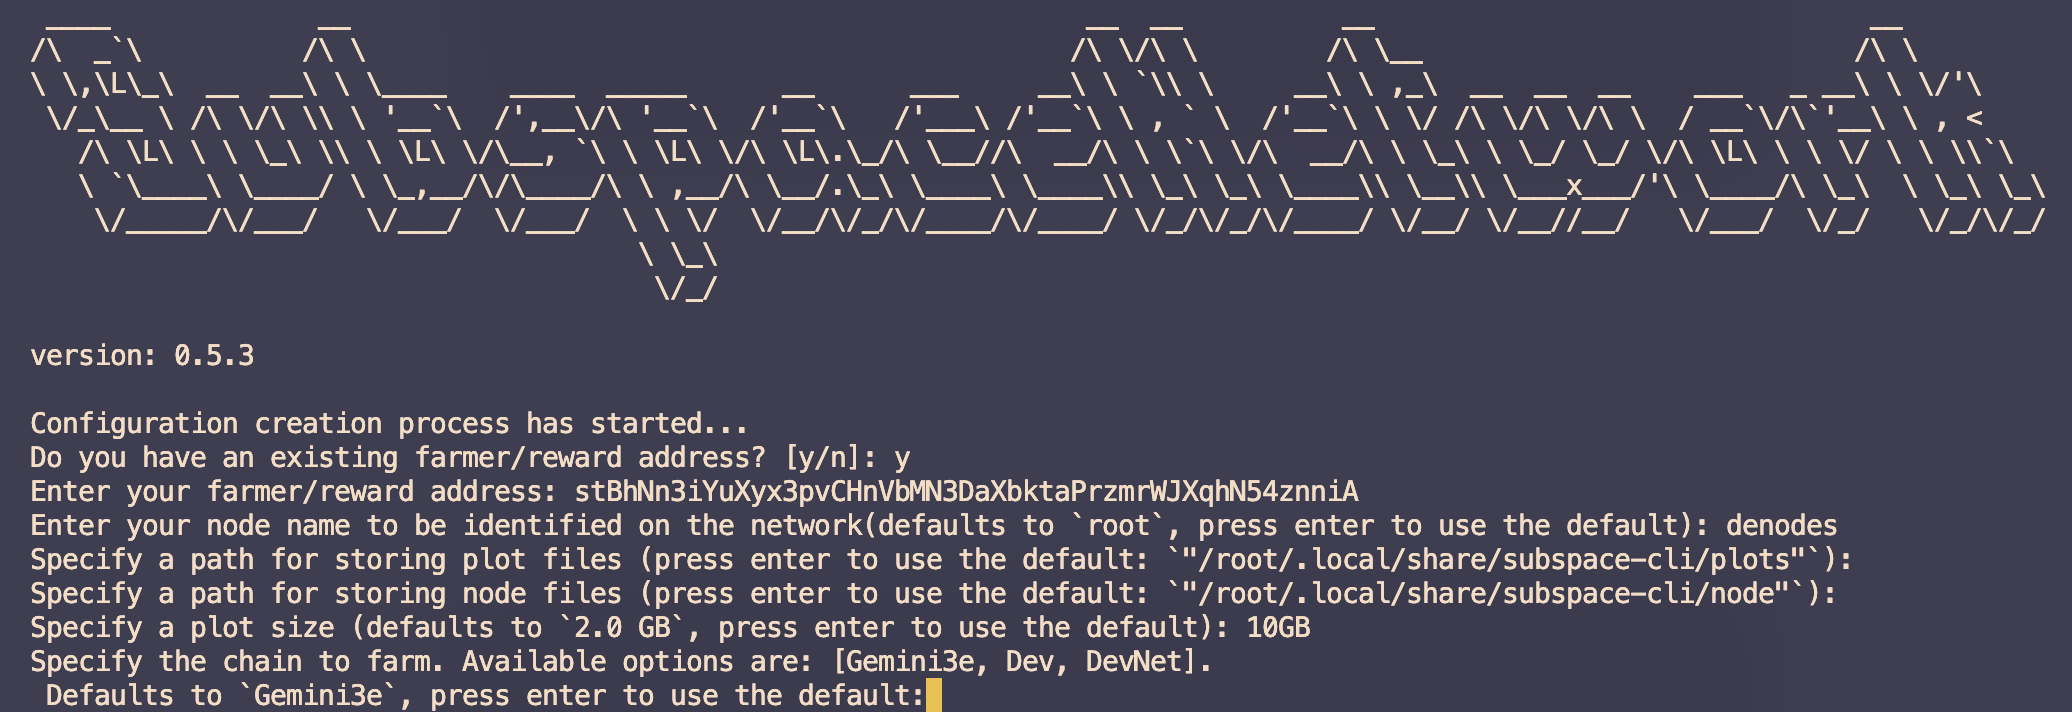 Subspace Network
version: 0.5.3
Configuration creation process has started...
Do you have an existing farmer/reward address? [y/n]: y
Enter your farmer/reward address: stBhNn3iYuXyx3pvCHnVbMN3DaXbktaPrzmrWJXqhN54znniA
Enter your node name to be identified on the network(defaults to `root`, press enter to use the default): denodes
Specify a path for storing plot files (press enter to use the default: `"/root/.local/share/subspace-cli/plots"`):
Specify a path for storing node files (press enter to use the default: `"/root/.local/share/subspace-cli/node"`):
Specify a plot size (defaults to `2.0 GB`, press enter to use the default): 10GB
Specify the chain to farm. Available options are: [Gemini3e, Dev, DevNet].
Defaults to `Gemini3e`, press enter to use the default: